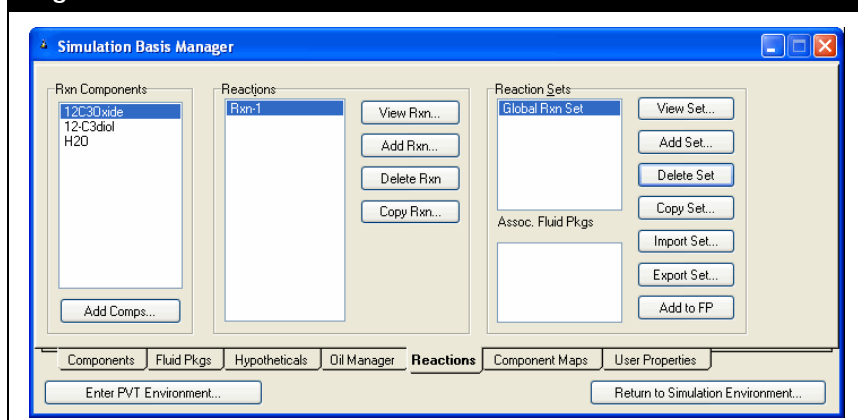 Simulation Basis Manager
Rxn Components
12C3Oxide
12-C3diol
H2O
Add Comps...
Reactions
Rxn-1
View Rxn...
Add Rxn...
Delete Rxn
Copy Rxn...
Reaction Sets
Global Rxn Set
Assoc. Fluid Pkgs
View Set...
Add Set...
Delete Set
Copy Set...
Import Set...
Export Set...
Add to FP
Components Fluid Pkgs Hypotheticals Oil Manager Reactions Component Maps User Properties
Enter PVT Environment... Return to Simulation Environment...